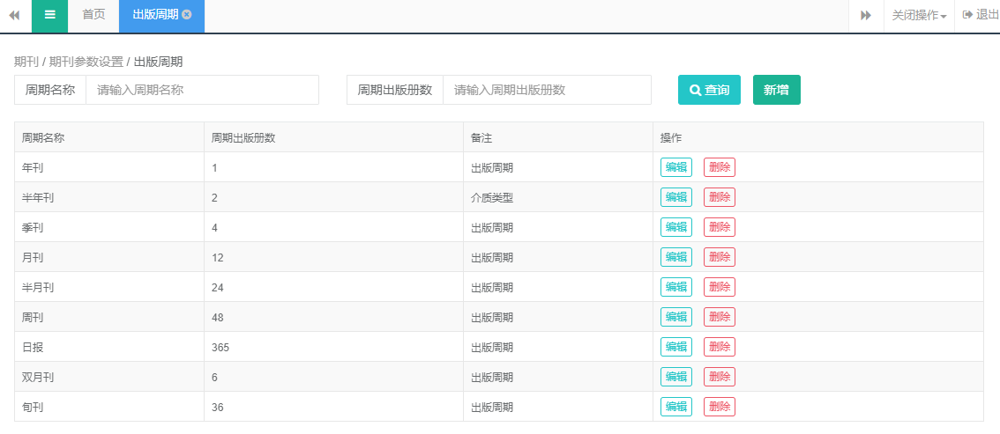 首页 出版周期 关闭操作 退出
期刊 / 期刊参数设置 / 出版周期
周期名称 请输入周期名称 周期出版册数 请输入周期出版册数 查询 新增
周期名称 周期出版册数 备注 操作
年刊 1 出版周期 编辑 删除
半年刊 2 介质类型 编辑 删除
季刊 4 出版周期 编辑 删除
月刊 12 出版周期 编辑 删除
半月刊 24 出版周期 编辑 删除
周刊 48 出版周期 编辑 删除
日报 365 出版周期 编辑 删除
双月刊 6 出版周期 编辑 删除
旬刊 36 出版周期 编辑 删除